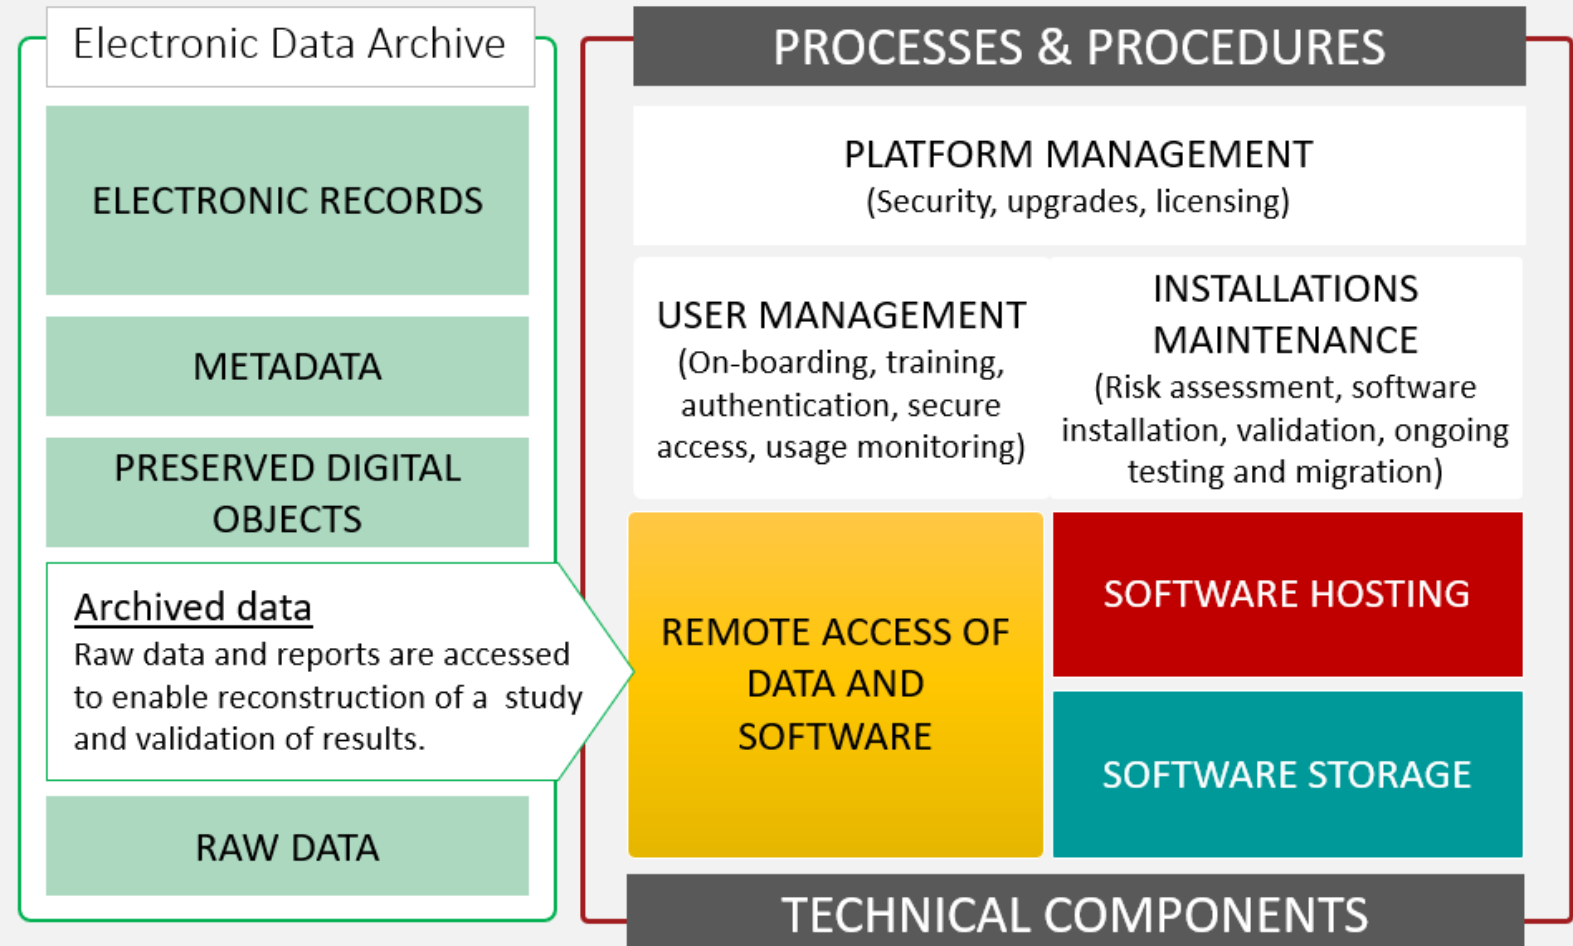 Electronic Data Archive
ELECTRONIC RECORDS
METADATA
PRESERVED DIGITAL
OBJECTS
Archived data
Raw data and reports are accessed
to enable reconstruction of a study
and validation of results.
RAW DATA
PROCESSES & PROCEDURES
PLATFORM MANAGEMENT
(Security, upgrades, licensing)
USER MANAGEMENT
(On-boarding, training,
authentication, secure
access, usage monitoring)
INSTALLATIONS
MAINTENANCE
(Risk assessment, software
installation, validation, ongoing
testing and migration)
REMOTE ACCESS OF
DATA AND
SOFTWARE
SOFTWARE HOSTING
SOFTWARE STORAGE
TECHNICAL COMPONENTS